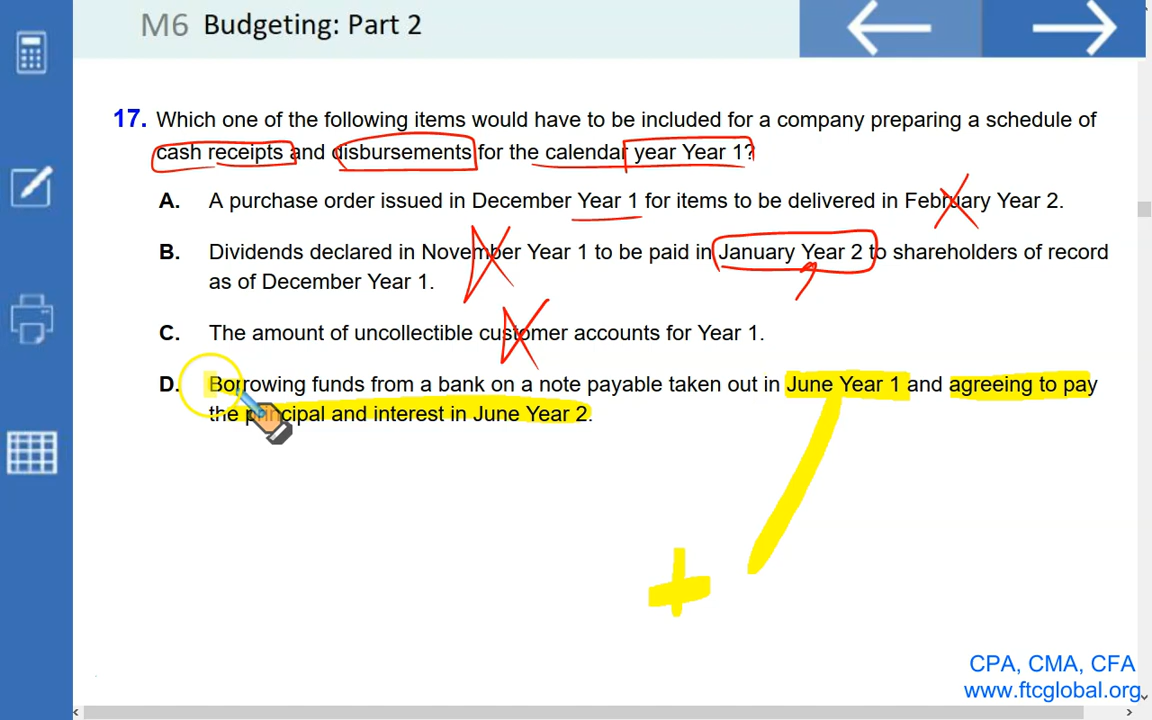 M6 Budgeting: Part 2
17. Which one of the following items would have to be included for a company preparing a schedule of
cash receipts and disbursements for the calendar year Year 1?
A. A purchase order issued in December Year 1 for items to be delivered in February Year 2.
B. Dividends declared in November Year 1 to be paid in January Year 2 to shareholders of record
as of December Year 1.
C. The amount of uncollectible customer accounts for Year 1.
D. Borrowing funds from a bank on a note payable taken out in June Year 1 and agreeing to pay
the principal and interest in June Year 2.
+
CPA, CMA, CFA
www.ftcglobal.org